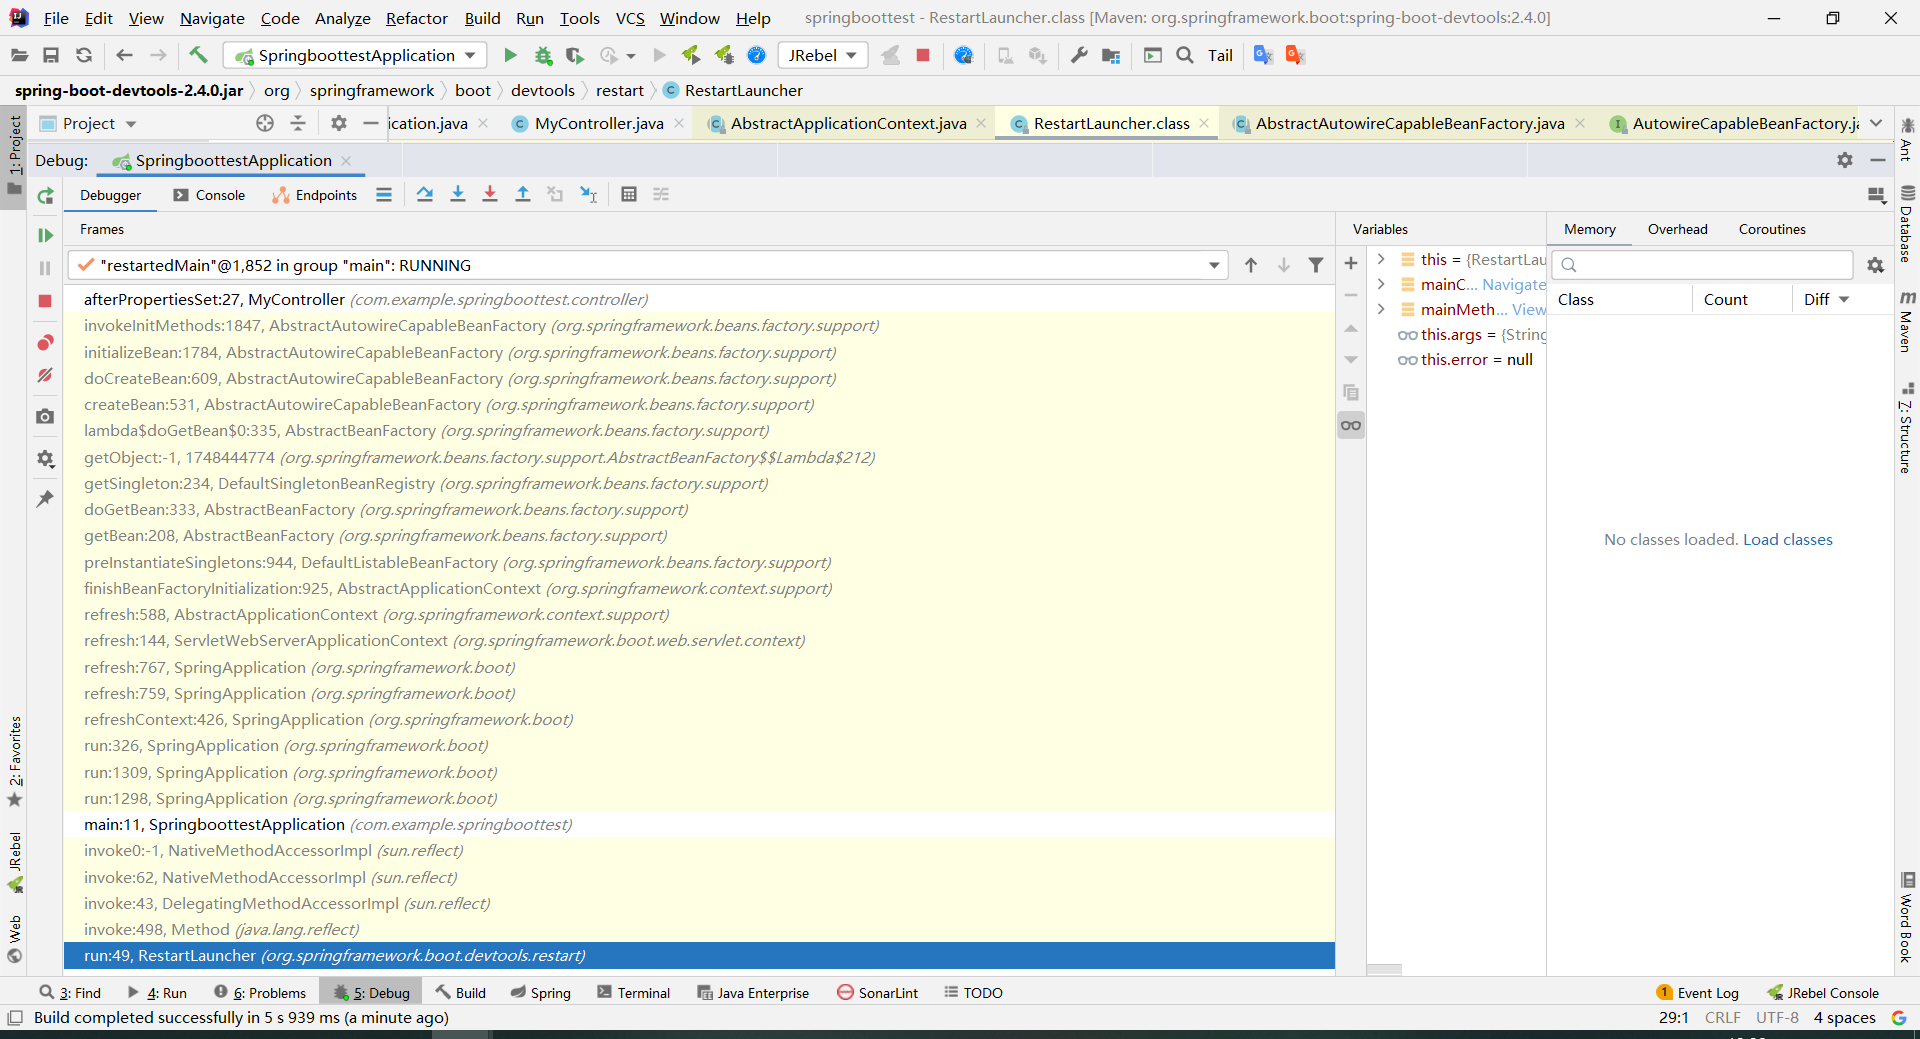 File Edit View Navigate Code Analyze Refactor Build Run Tools VCS Window Help springboottest - RestartLauncher.class [Maven: org.springframework.boot:spring-boot-devtools:2.4.0]
SpringboottestApplication JRebel Tail
spring-boot-devtools-2.4.0.jar org springframework boot devtools restart RestartLauncher
1: Project
Project ication.java MyController.java AbstractApplicationContext.java RestartLauncher.class AbstractAutowireCapableBeanFactory.java AutowireCapableBeanFactory.ja
Debug: SpringboottestApplication
Debugger Console Endpoints
Frames
"restartedMain"@1,852 in group "main": RUNNING
afterPropertiesSet:27, MyController (com.example.springboottest.controller)
invokeInitMethods:1847, AbstractAutowireCapableBeanFactory (org.springframework.beans.factory.support)
initializeBean:1784, AbstractAutowireCapableBeanFactory (org.springframework.beans.factory.support)
doCreateBean:609, AbstractAutowireCapableBeanFactory (org.springframework.beans.factory.support)
createBean:531, AbstractAutowireCapableBeanFactory (org.springframework.beans.factory.support)
lambda$doGetBean$0:335, AbstractBeanFactory (org.springframework.beans.factory.support)
getObject:-1, 1748444774 (org.springframework.beans.factory.support.AbstractBeanFactory$$Lambda$212)
getSingleton:234, DefaultSingletonBeanRegistry (org.springframework.beans.factory.support)
doGetBean:333, AbstractBeanFactory (org.springframework.beans.factory.support)
getBean:208, AbstractBeanFactory (org.springframework.beans.factory.support)
preInstantiateSingletons:944, DefaultListableBeanFactory (org.springframework.beans.factory.support)
finishBeanFactoryInitialization:925, AbstractApplicationContext (org.springframework.context.support)
refresh:588, AbstractApplicationContext (org.springframework.context.support)
refresh:144, ServletWebServerApplicationContext (org.springframework.boot.web.servlet.context)
refresh:767, SpringApplication (org.springframework.boot)
refresh:759, SpringApplication (org.springframework.boot)
refreshContext:426, SpringApplication (org.springframework.boot)
run:326, SpringApplication (org.springframework.boot)
run:1309, SpringApplication (org.springframework.boot)
run:1298, SpringApplication (org.springframework.boot)
main:11, SpringboottestApplication (com.example.springboottest)
invoke0:-1, NativeMethodAccessorImpl (sun.reflect)
invoke:62, NativeMethodAccessorImpl (sun.reflect)
invoke:43, DelegatingMethodAccessorImpl (sun.reflect)
invoke:498, Method (java.lang.reflect)
run:49, RestartLauncher (org.springframework.boot.devtools.restart)
Variables
this = {RestartLau
mainC... Navigate
mainMeth... View
this.args = {String
this.error = null
Memory Overhead Coroutines
Class Count Diff
No classes loaded. Load classes
Ant
Database
Maven
7: Structure
Word Book
2: Favorites
JRebel
Web
3: Find 4: Run 6: Problems 5: Debug Build Spring Terminal Java Enterprise SonarLint TODO 1 Event Log JRebel Console
Build completed successfully in 5 s 939 ms (a minute ago) 29:1 CRLF UTF-8 4 spaces